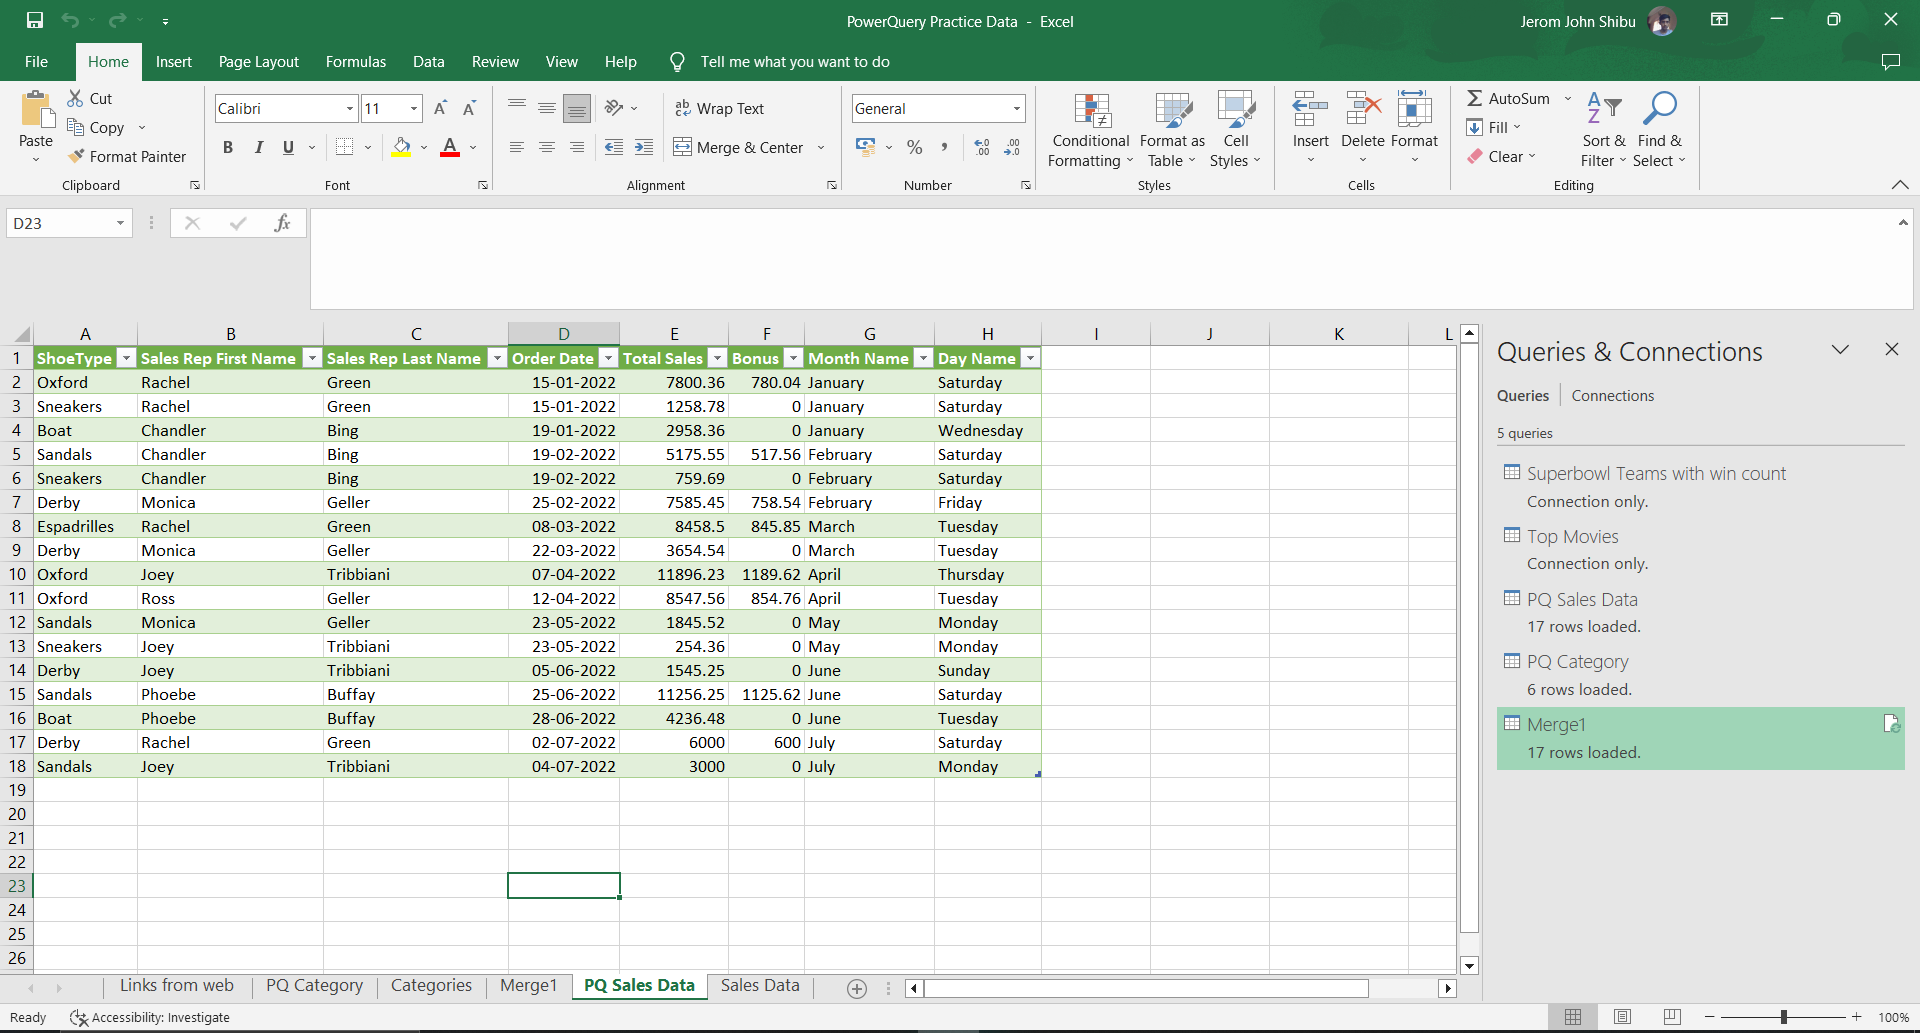 PowerQuery Practice Data - Excel
Jerom John Shibu
File Home Insert Page Layout Formulas Data Review View Help Tell me what you want to do
Paste
Cut
Copy
Format Painter
Clipboard
Calibri 11
B I U
Font
Wrap Text
Merge & Center
Alignment
General
Number
Conditional Formatting
Format as Table
Cell Styles
Styles
Insert Delete Format
Cells
AutoSum
Fill
Clear
Sort & Filter
Find & Select
Editing
D23
fx
A B C D E F G H I J K L
1 ShoeType Sales Rep First Name Sales Rep Last Name Order Date Total Sales Bonus Month Name Day Name
2 Oxford Rachel Green 15-01-2022 7800.36 780.04 January Saturday
3 Sneakers Rachel Green 15-01-2022 1258.78 0 January Saturday
4 Boat Chandler Bing 19-01-2022 2958.36 0 January Wednesday
5 Sandals Chandler Bing 19-02-2022 5175.55 517.56 February Saturday
6 Sneakers Chandler Bing 19-02-2022 759.69 0 February Saturday
7 Derby Monica Geller 25-02-2022 7585.45 758.54 February Friday
8 Espadrilles Rachel Green 08-03-2022 8458.5 845.85 March Tuesday
9 Derby Monica Geller 22-03-2022 3654.54 0 March Tuesday
10 Oxford Joey Tribbiani 07-04-2022 11896.23 1189.62 April Thursday
11 Oxford Ross Geller 12-04-2022 8547.56 854.76 April Tuesday
12 Sandals Monica Geller 23-05-2022 1845.52 0 May Monday
13 Sneakers Joey Tribbiani 23-05-2022 254.36 0 May Monday
14 Derby Joey Tribbiani 05-06-2022 1545.25 0 June Sunday
15 Sandals Phoebe Buffay 25-06-2022 11256.25 1125.62 June Saturday
16 Boat Phoebe Buffay 28-06-2022 4236.48 0 June Tuesday
17 Derby Rachel Green 02-07-2022 6000 600 July Saturday
18 Sandals Joey Tribbiani 04-07-2022 3000 0 July Monday
19
20
21
22
23
24
25
26
Queries & Connections
Queries Connections
5 queries
Superbowl Teams with win count
Connection only.
Top Movies
Connection only.
PQ Sales Data
17 rows loaded.
PQ Category
6 rows loaded.
Merge1
17 rows loaded.
Links from web PQ Category Categories Merge1 PQ Sales Data Sales Data
Ready Accessibility: Investigate
100%